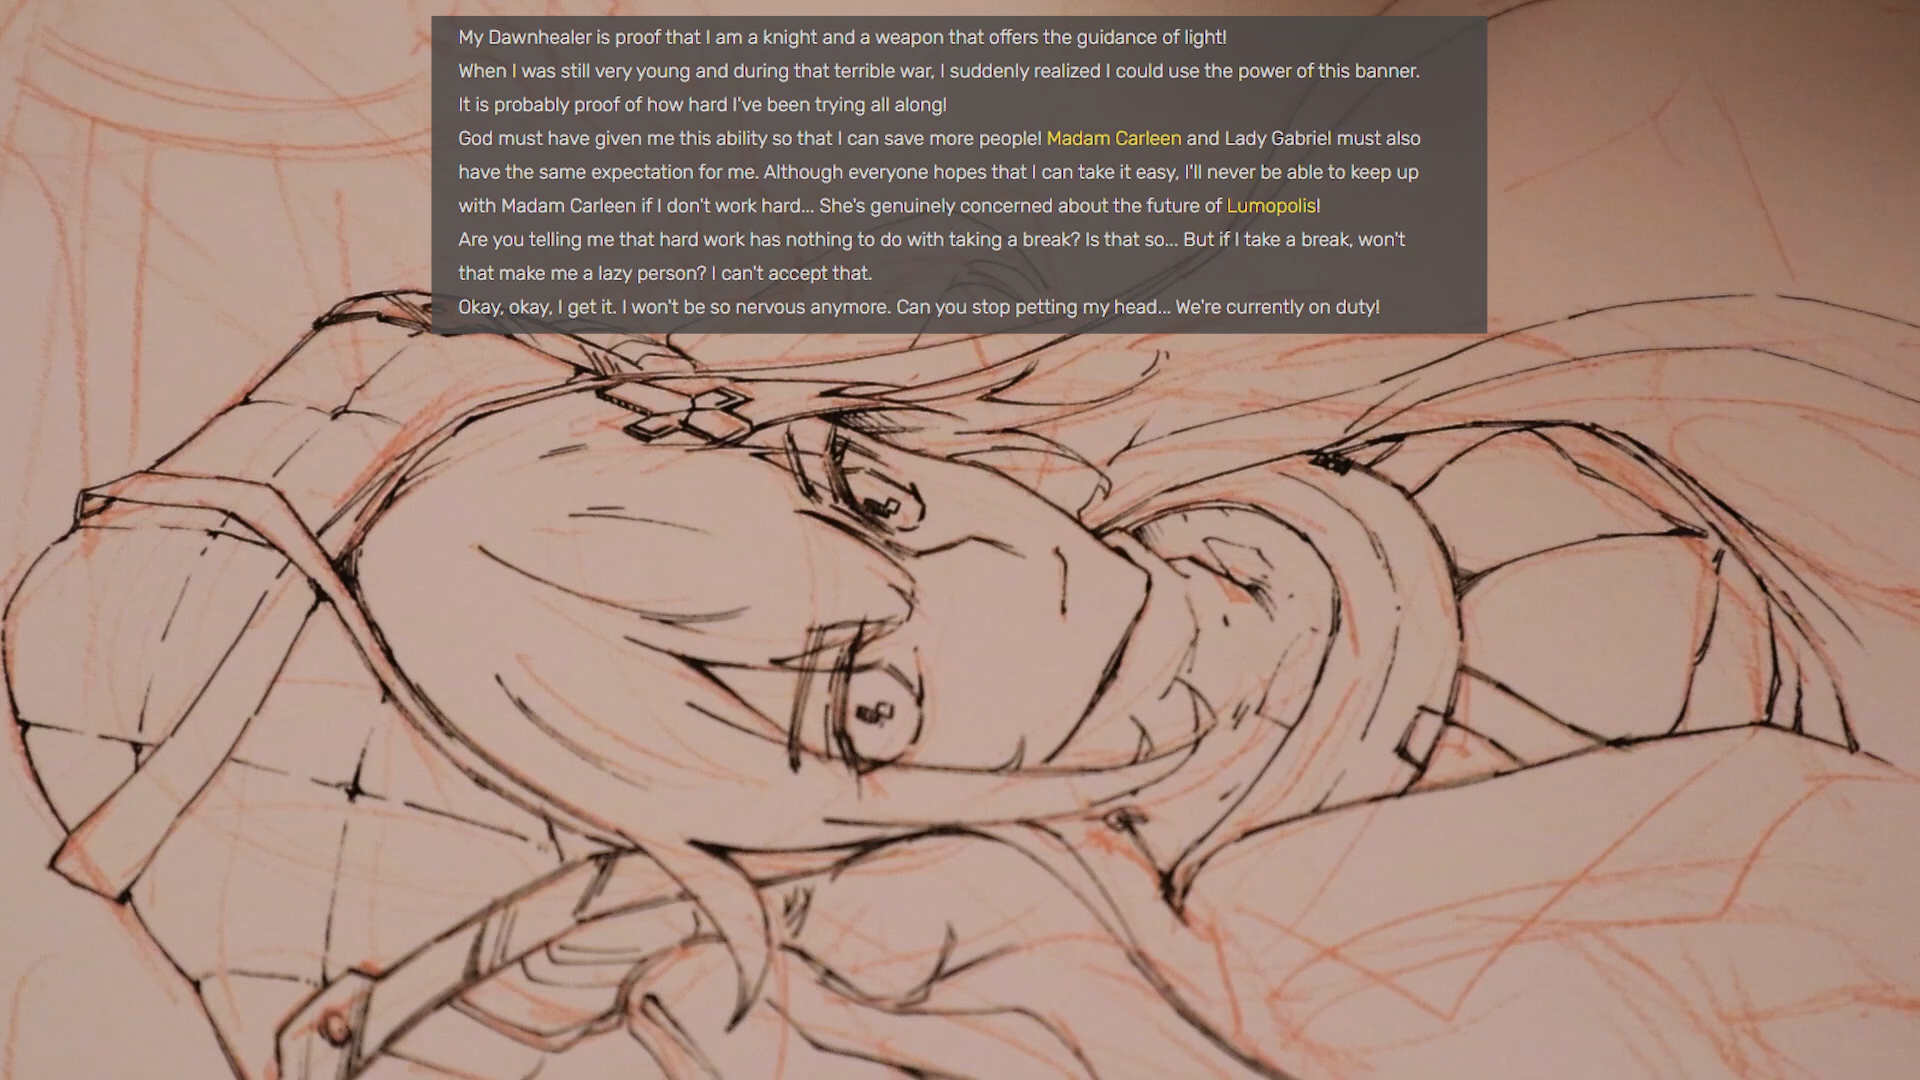 My Dawnhealer is proof that I am a knight and a weapon that offers the guidance of light!
When I was still very young and during that terrible war, I suddenly realized I could use the power of this banner.
It is probably proof of how hard I've been trying all along!
God must have given me this ability so that I can save more people! Madam Carleen and Lady Gabriel must also
have the same expectation for me. Although everyone hopes that I can take it easy, I'll never be able to keep up
with Madam Carleen if I don't work hard... She's genuinely concerned about the future of Lumopolis!
Are you telling me that hard work has nothing to do with taking a break? Is that so... But if I take a break, won't
that make me a lazy person? I can't accept that.
Okay, okay, I get it. I won't be so nervous anymore. Can you stop petting my head... We're currently on duty!